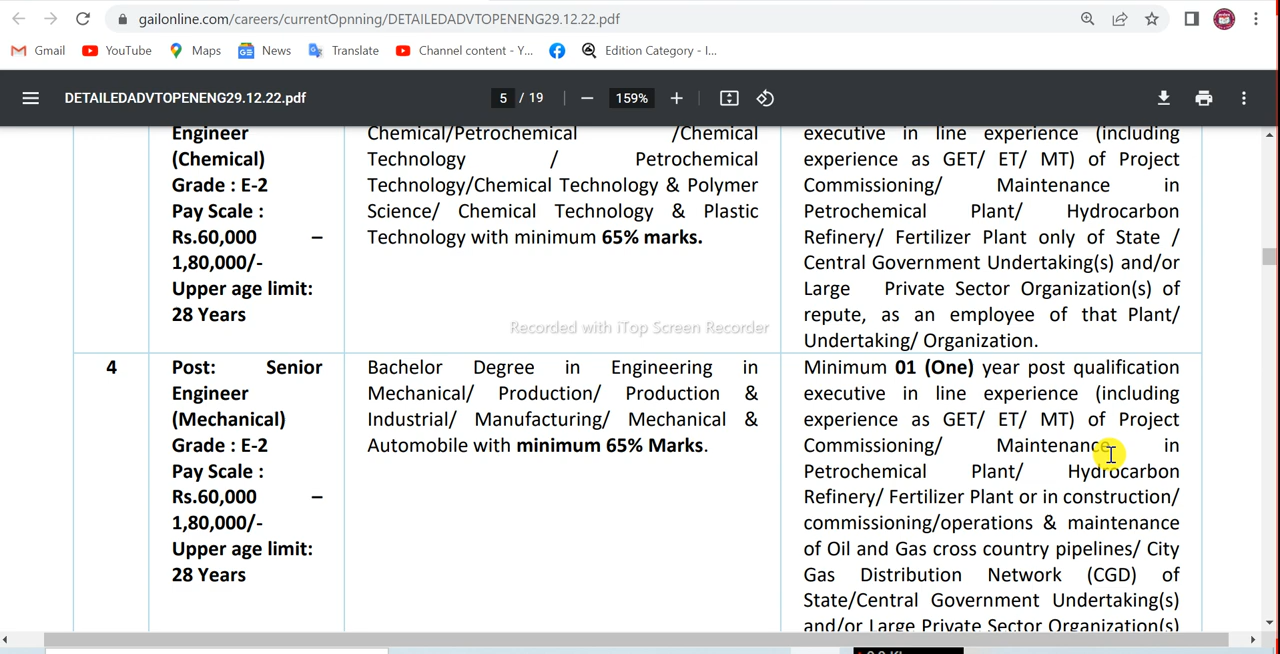 gailonline.com/careers/currentOpnning/DETAILEDADVTOPENENG29.12.22.pdf
Gmail YouTube Maps News Translate Channel content - Y... Edition Category - I...
DETAILEDADVTOPENENG29.12.22.pdf 5 / 19 159%
Engineer
(Chemical)
Grade : E-2
Pay Scale :
Rs.60,000 –
1,80,000/-
Upper age limit:
28 Years
Chemical/Petrochemical /Chemical
Technology / Petrochemical
Technology/Chemical Technology & Polymer
Science/ Chemical Technology & Plastic
Technology with minimum 65% marks.
executive in line experience (including
experience as GET/ ET/ MT) of Project
Commissioning/ Maintenance in
Petrochemical Plant/ Hydrocarbon
Refinery/ Fertilizer Plant only of State /
Central Government Undertaking(s) and/or
Large Private Sector Organization(s) of
repute, as an employee of that Plant/
Undertaking/ Organization.
Recorded with iTop Screen Recorder
4
Post: Senior
Engineer
(Mechanical)
Grade : E-2
Pay Scale :
Rs.60,000 –
1,80,000/-
Upper age limit:
28 Years
Bachelor Degree in Engineering in
Mechanical/ Production/ Production &
Industrial/ Manufacturing/ Mechanical &
Automobile with minimum 65% Marks.
Minimum 01 (One) year post qualification
executive in line experience (including
experience as GET/ ET/ MT) of Project
Commissioning/ Maintenance in
Petrochemical Plant/ Hydrocarbon
Refinery/ Fertilizer Plant or in construction/
commissioning/operations & maintenance
of Oil and Gas cross country pipelines/ City
Gas Distribution Network (CGD) of
State/Central Government Undertaking(s)
and/or Large Private Sector Organization(s)